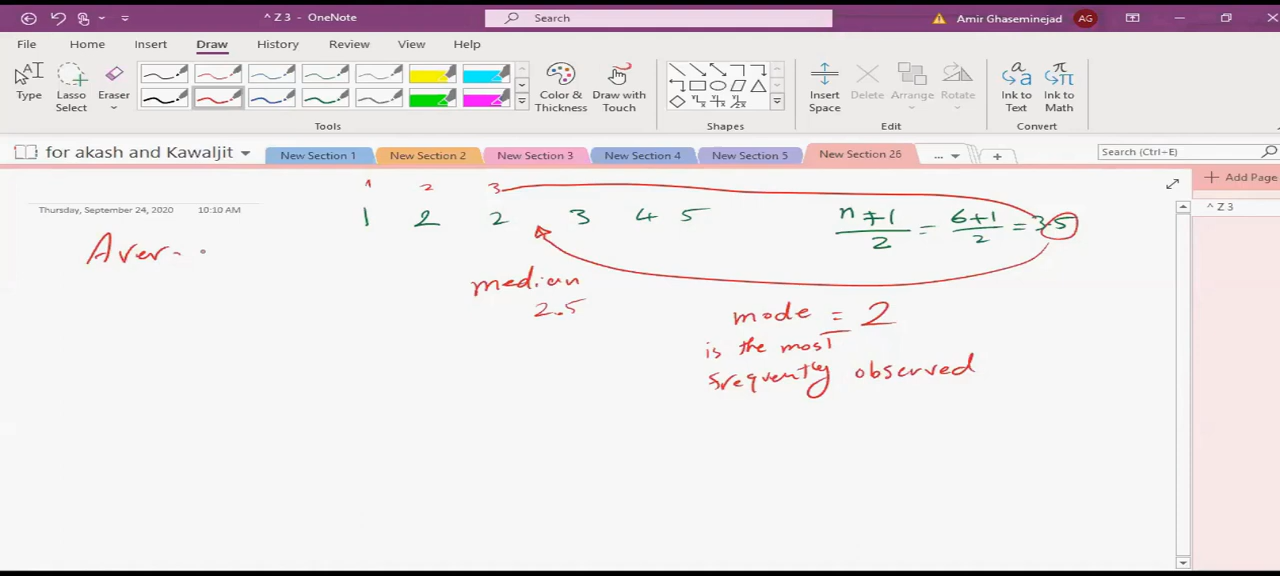 ^ Z 3 - OneNote
Search
Amir Ghaseminejad AG
File Home Insert Draw History Review View Help
Type Lasso Select Eraser Color & Thickness Draw with Touch Insert Space Delete Arrange Rotate Ink to Text Ink to Math
Tools Shapes Edit Convert
for akash and Kawaljit New Section 1 New Section 2 New Section 3 New Section 4 New Section 5 New Section 26 ... + Search (Ctrl+E)
+ Add Page
^ Z 3
1 2 3
Thursday, September 24, 2020 10:10 AM
1 2 2 3 4 5
n+1/2 = 6+1/2 = 3.5
Aver-
median
2.5
mode = 2
is the most
frequently observed